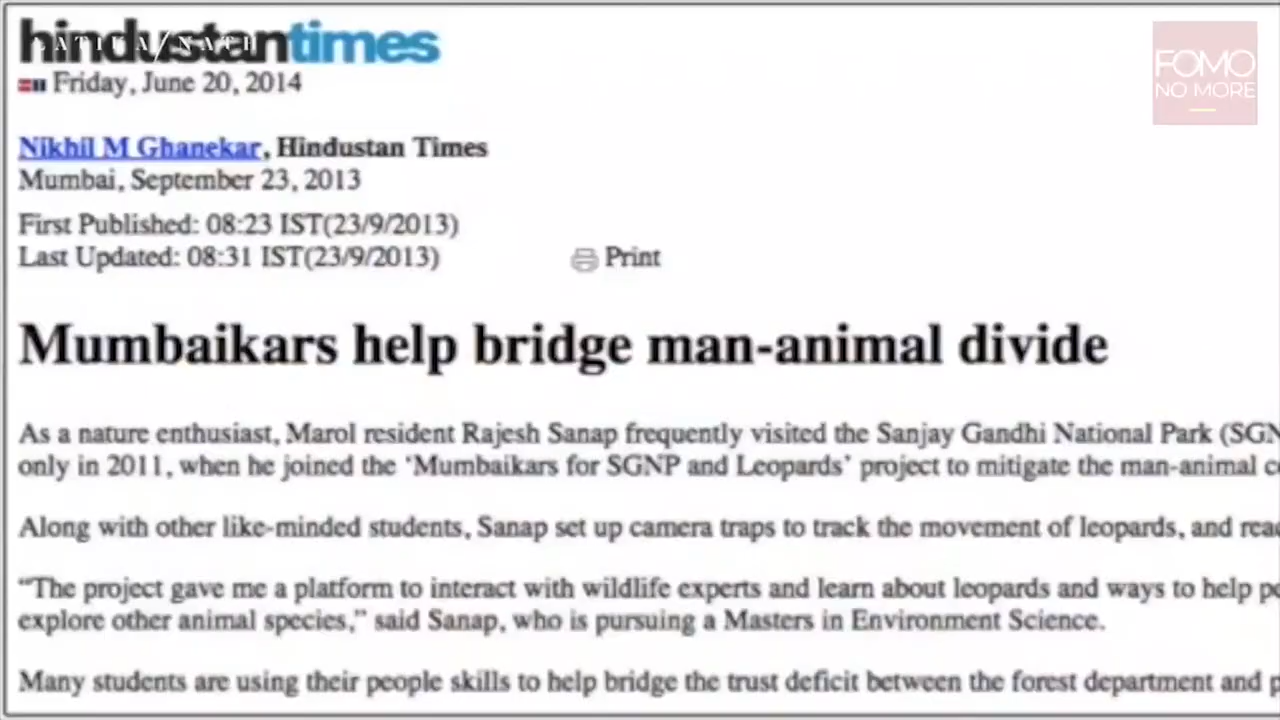 hindustantimes
LATIKA/NATH
FOMO
NO MORE
Friday, June 20, 2014
Nikhil M Ghanekar, Hindustan Times
Mumbai, September 23, 2013
First Published: 08:23 IST(23/9/2013)
Last Updated: 08:31 IST(23/9/2013)
Print
Mumbaikars help bridge man-animal divide
As a nature enthusiast, Marol resident Rajesh Sanap frequently visited the Sanjay Gandhi National Park (SGN
only in 2011, when he joined the ‘Mumbaikars for SGNP and Leopards’ project to mitigate the man-animal
Along with other like-minded students, Sanap set up camera traps to track the movement of leopards, and
“The project gave me a platform to interact with wildlife experts and learn about leopards and ways to help
explore other animal species,” said Sanap, who is pursuing a Masters in Environment Science.
Many students are using their people skills to help bridge the trust deficit between the forest department and